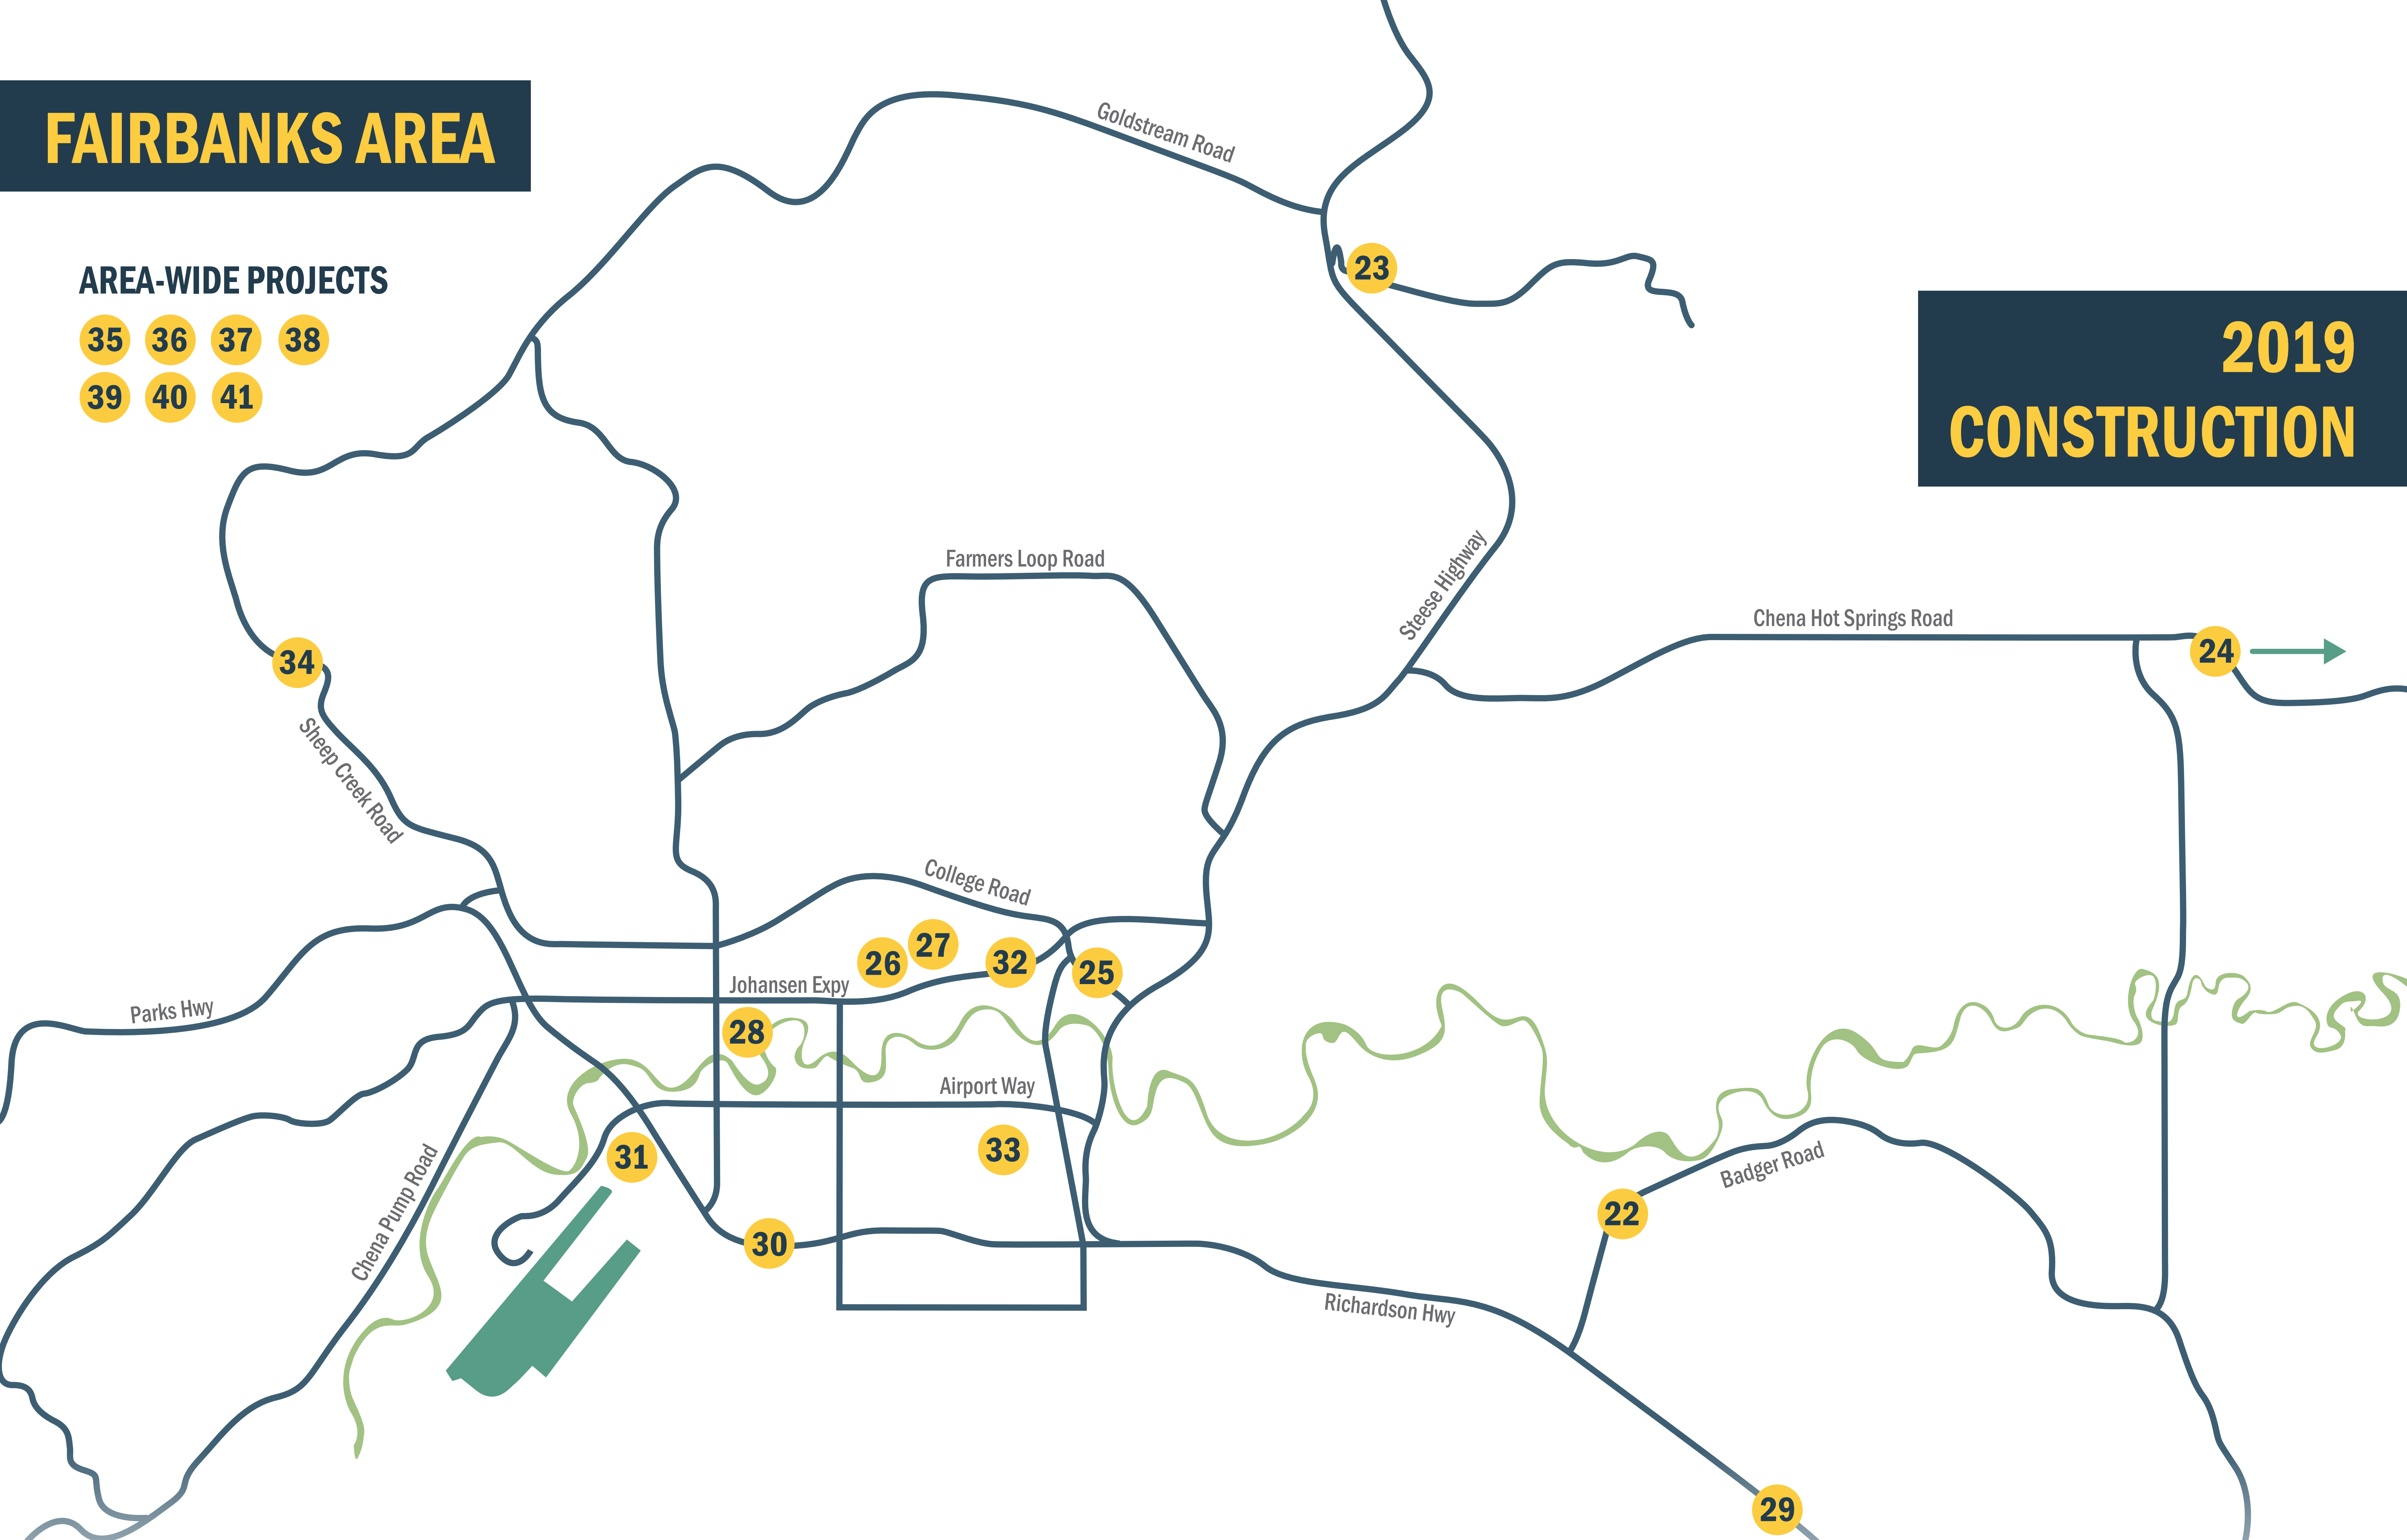 FAIRBANKS AREA
AREA-WIDE PROJECTS
35 36 37 38
39 40 41
2019
CONSTRUCTION
Goldstream Road
23
Farmers Loop Road
Steese Highway
Chena Hot Springs Road
24
34
Sheep Creek Road
College Road
26
27
32
25
Johansen Expy
Parks Hwy
28
Airport Way
33
31
Chena Pump Road
30
Badger Road
22
Richardson Hwy
29